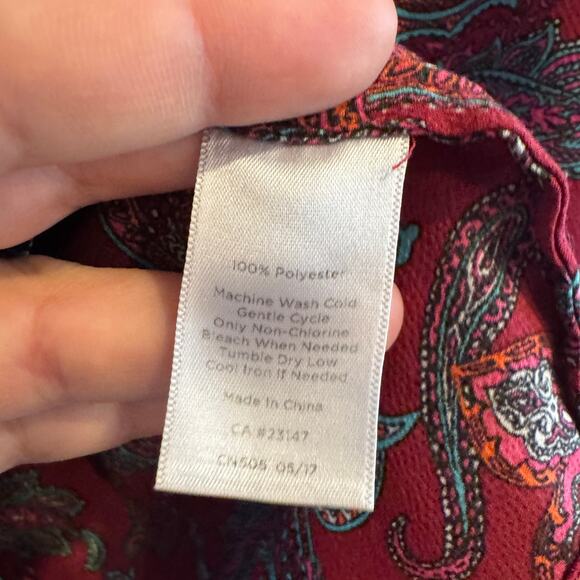 100% Polyester
Machine Wash Cold
Gentle Cycle
Only Non-Chlorine
Bleach When Needed
Tumble Dry Low
Cool Iron If Needed
Made In China
CA #23147
CN505 05/17